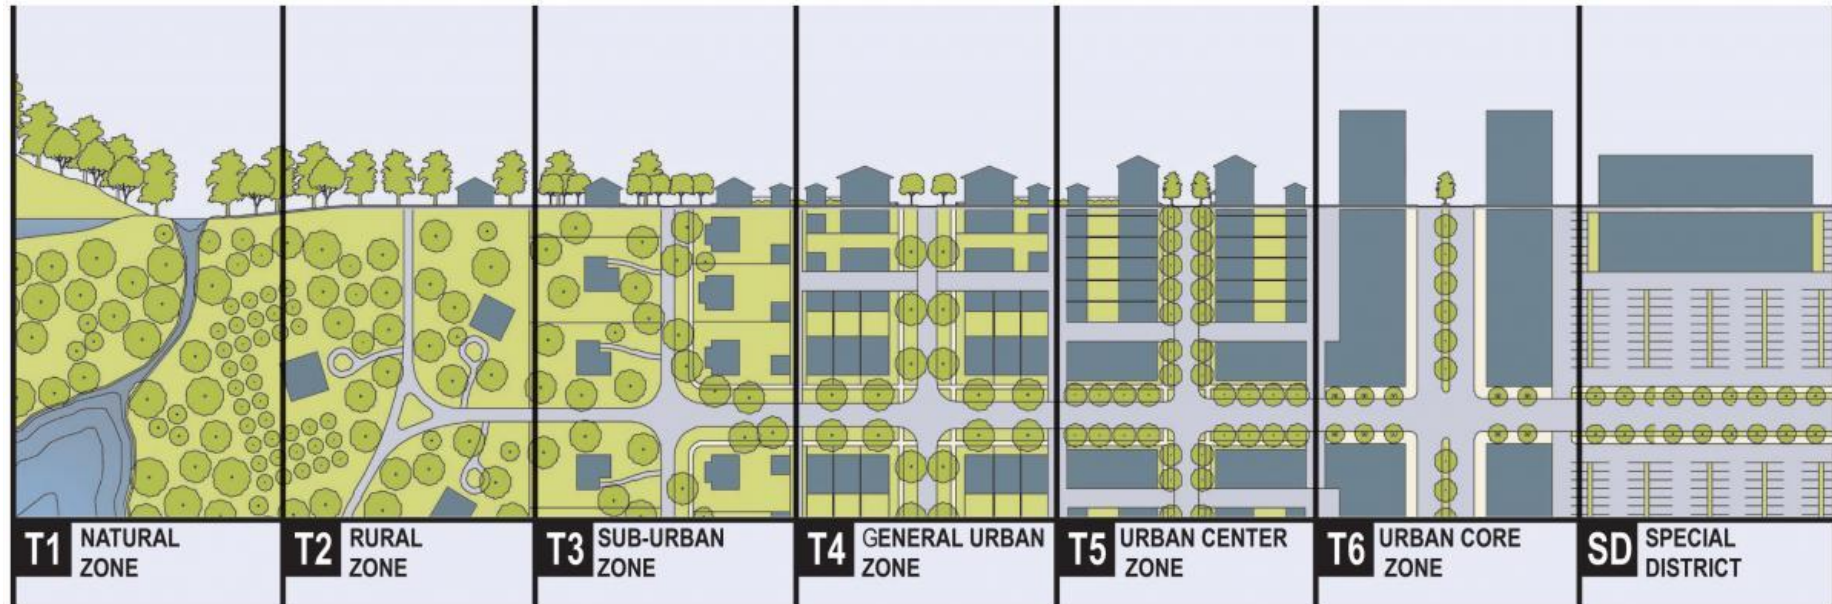 T1 NATURAL
ZONE
T2 RURAL
ZONE
T3 SUB-URBAN
ZONE
T4 GENERAL URBAN
ZONE
T5 URBAN CENTER
ZONE
T6 URBAN CORE
ZONE
SD SPECIAL
DISTRICT